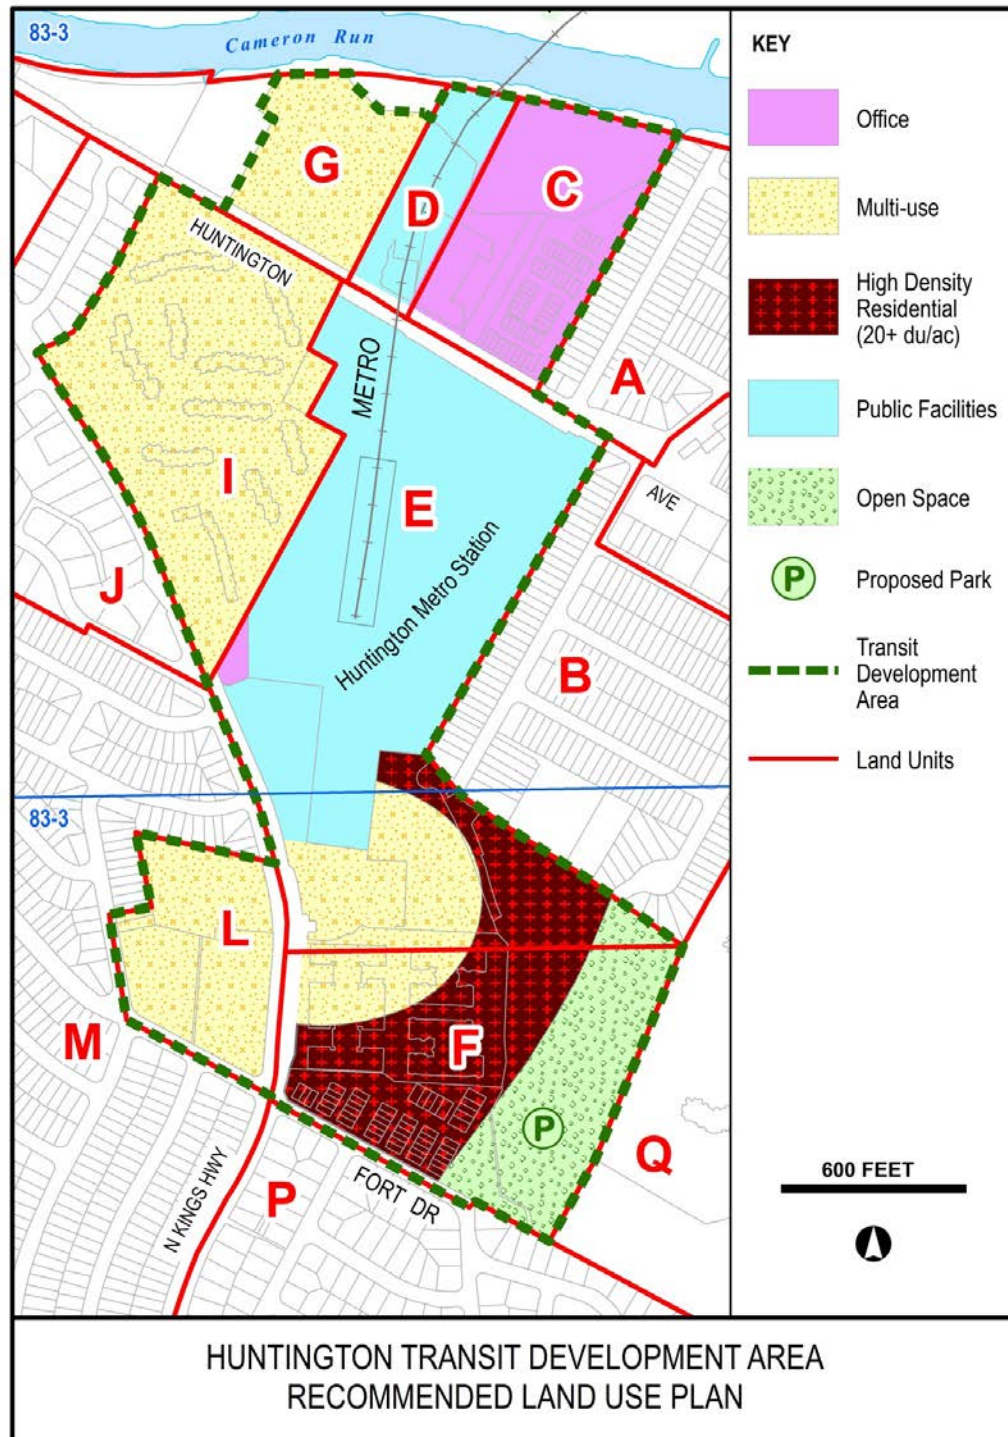 83-3
Cameron Run
G
D
C
HUNTINGTON
METRO
A
I
E
AVE
J
Huntington Metro Station
B
83-3
L
M
F
P
Q
N KINGS HWY
P
FORT DR
KEY
Office
Multi-use
High Density
Residential
(20+ du/ac)
Public Facilities
Open Space
P
Proposed Park
Transit
Development
Area
Land Units
600 FEET
HUNTINGTON TRANSIT DEVELOPMENT AREA
RECOMMENDED LAND USE PLAN